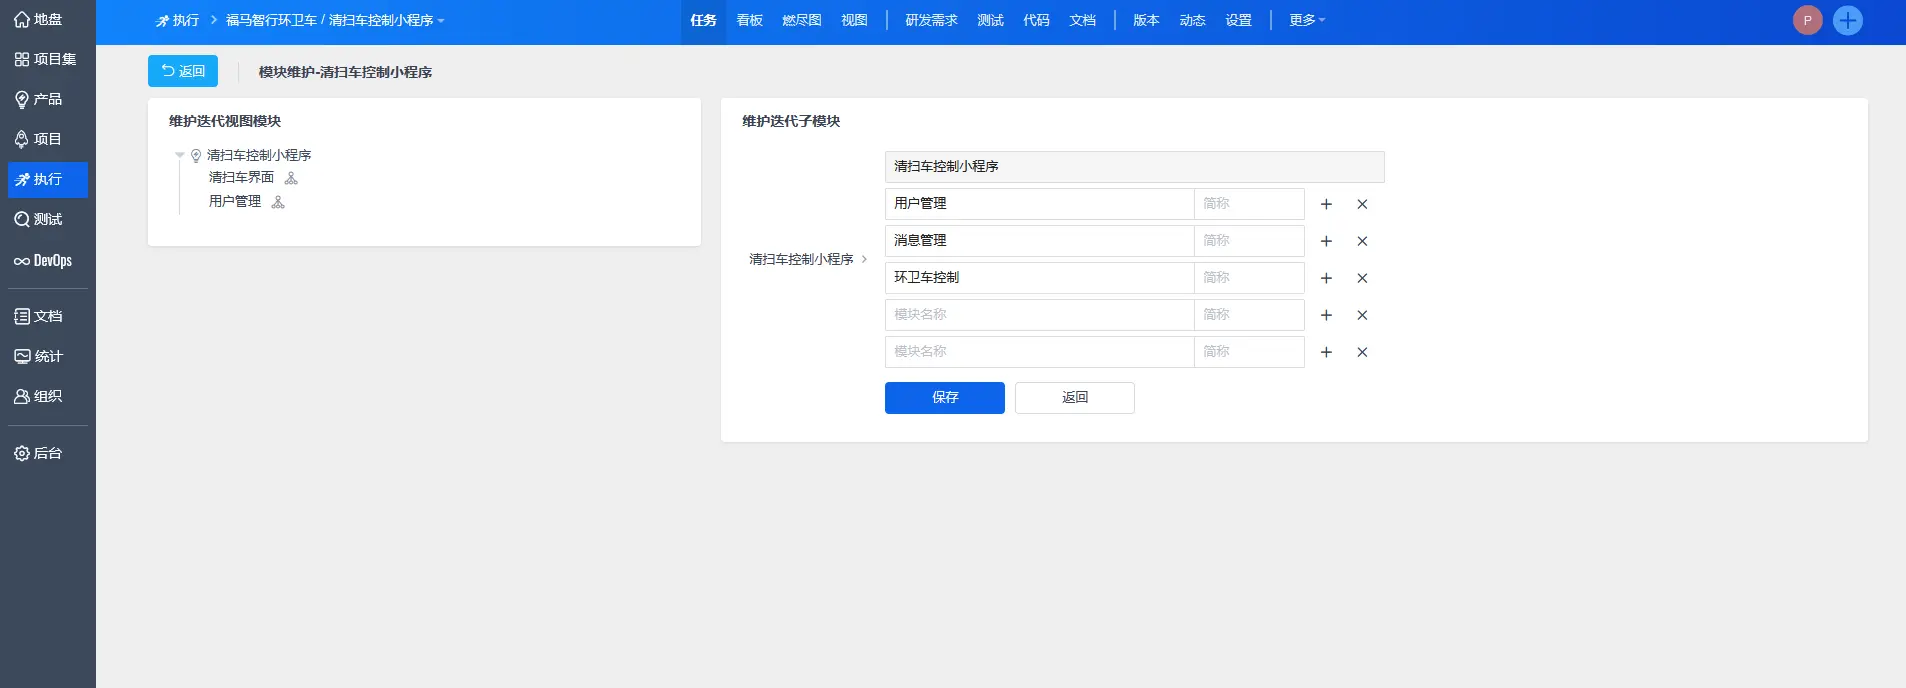 地盘
项目集
产品
项目
执行
测试
DevOps
文档
统计
组织
后台
执行 福马智行环卫车 / 清扫车控制小程序
任务 看板 燃尽图 视图 研发需求 测试 代码 文档 版本 动态 设置 更多
P
返回 模块维护-清扫车控制小程序
维护迭代视图模块
清扫车控制小程序
清扫车界面
用户管理
维护迭代子模块
清扫车控制小程序
清扫车控制小程序
用户管理 简称
消息管理 简称
环卫车控制 简称
模块名称 简称
模块名称 简称
保存 返回